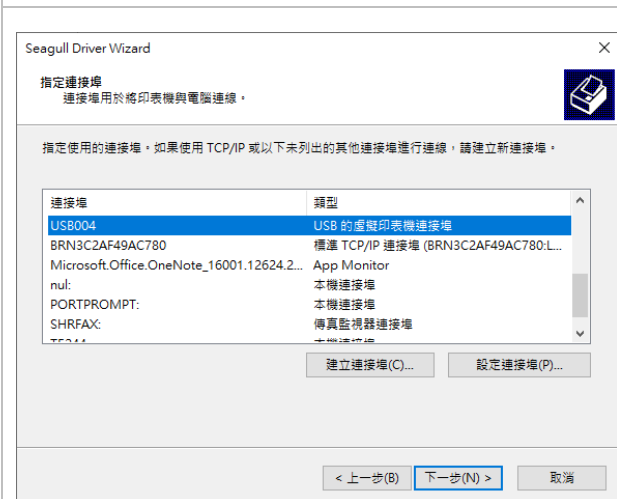 Seagull Driver Wizard
指定連接埠
連接埠用於將印表機與電腦連線。
指定使用的連接埠。如果使用 TCP/IP 或以下未列出的其他連接埠進行連線，請建立新連接埠。
連接埠 類型
USB004 USB 的虛擬印表機連接埠
BRN3C2AF49AC780 標準 TCP/IP 連接埠 (BRN3C2AF49AC780:L...
Microsoft.Office.OneNote_16001.12624.2... App Monitor
nul: 本機連接埠
PORTPROMPT: 本機連接埠
SHRFAX: 傳真監視器連接埠
本機連接埠
建立連接埠(C)... 設定連接埠(P)...
< 上一步(B) 下一步(N) > 取消